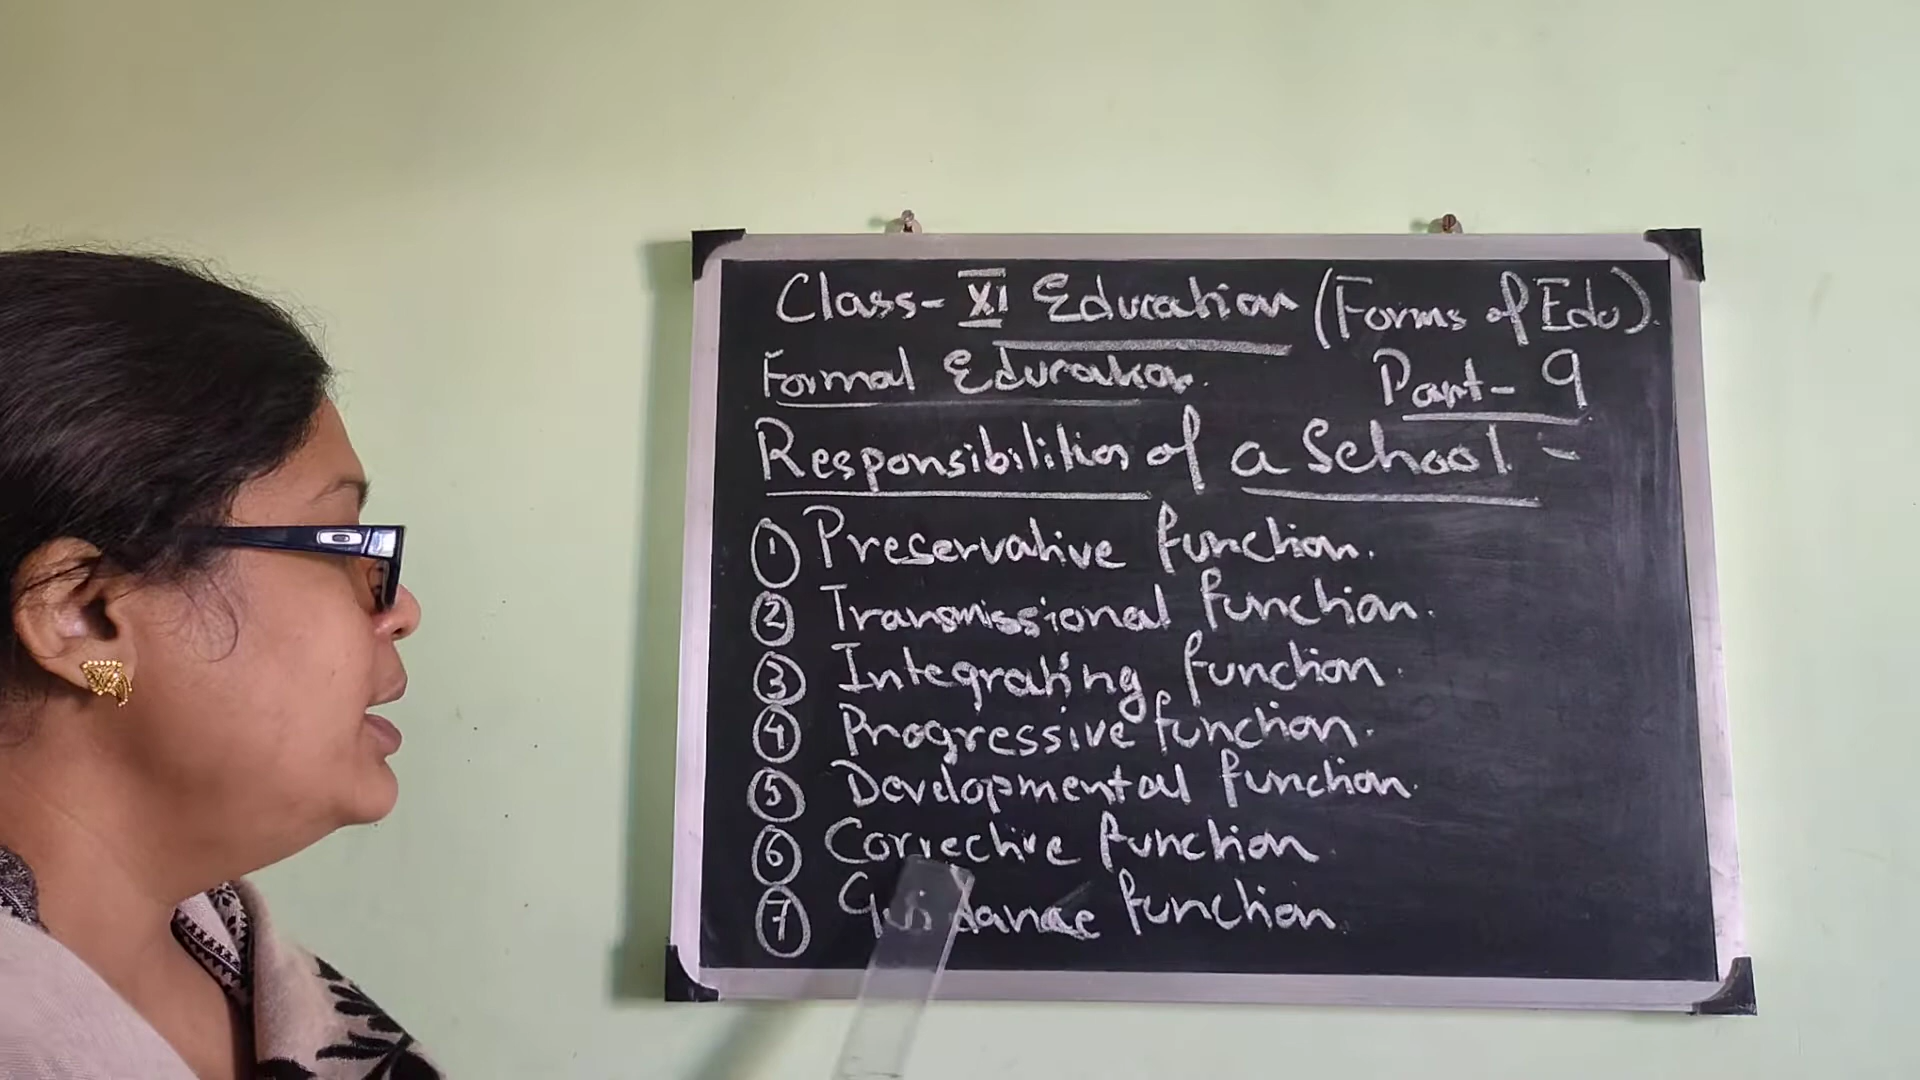 Class- XI Education (Forms of Edu).
Formal Education.
Part- 9
Responsibilities of a School -
① Preservative function.
② Transmissional function.
③ Integrating function.
④ Progressive function.
⑤ Developmental function.
⑥ Corrective function
⑦ Guidance function